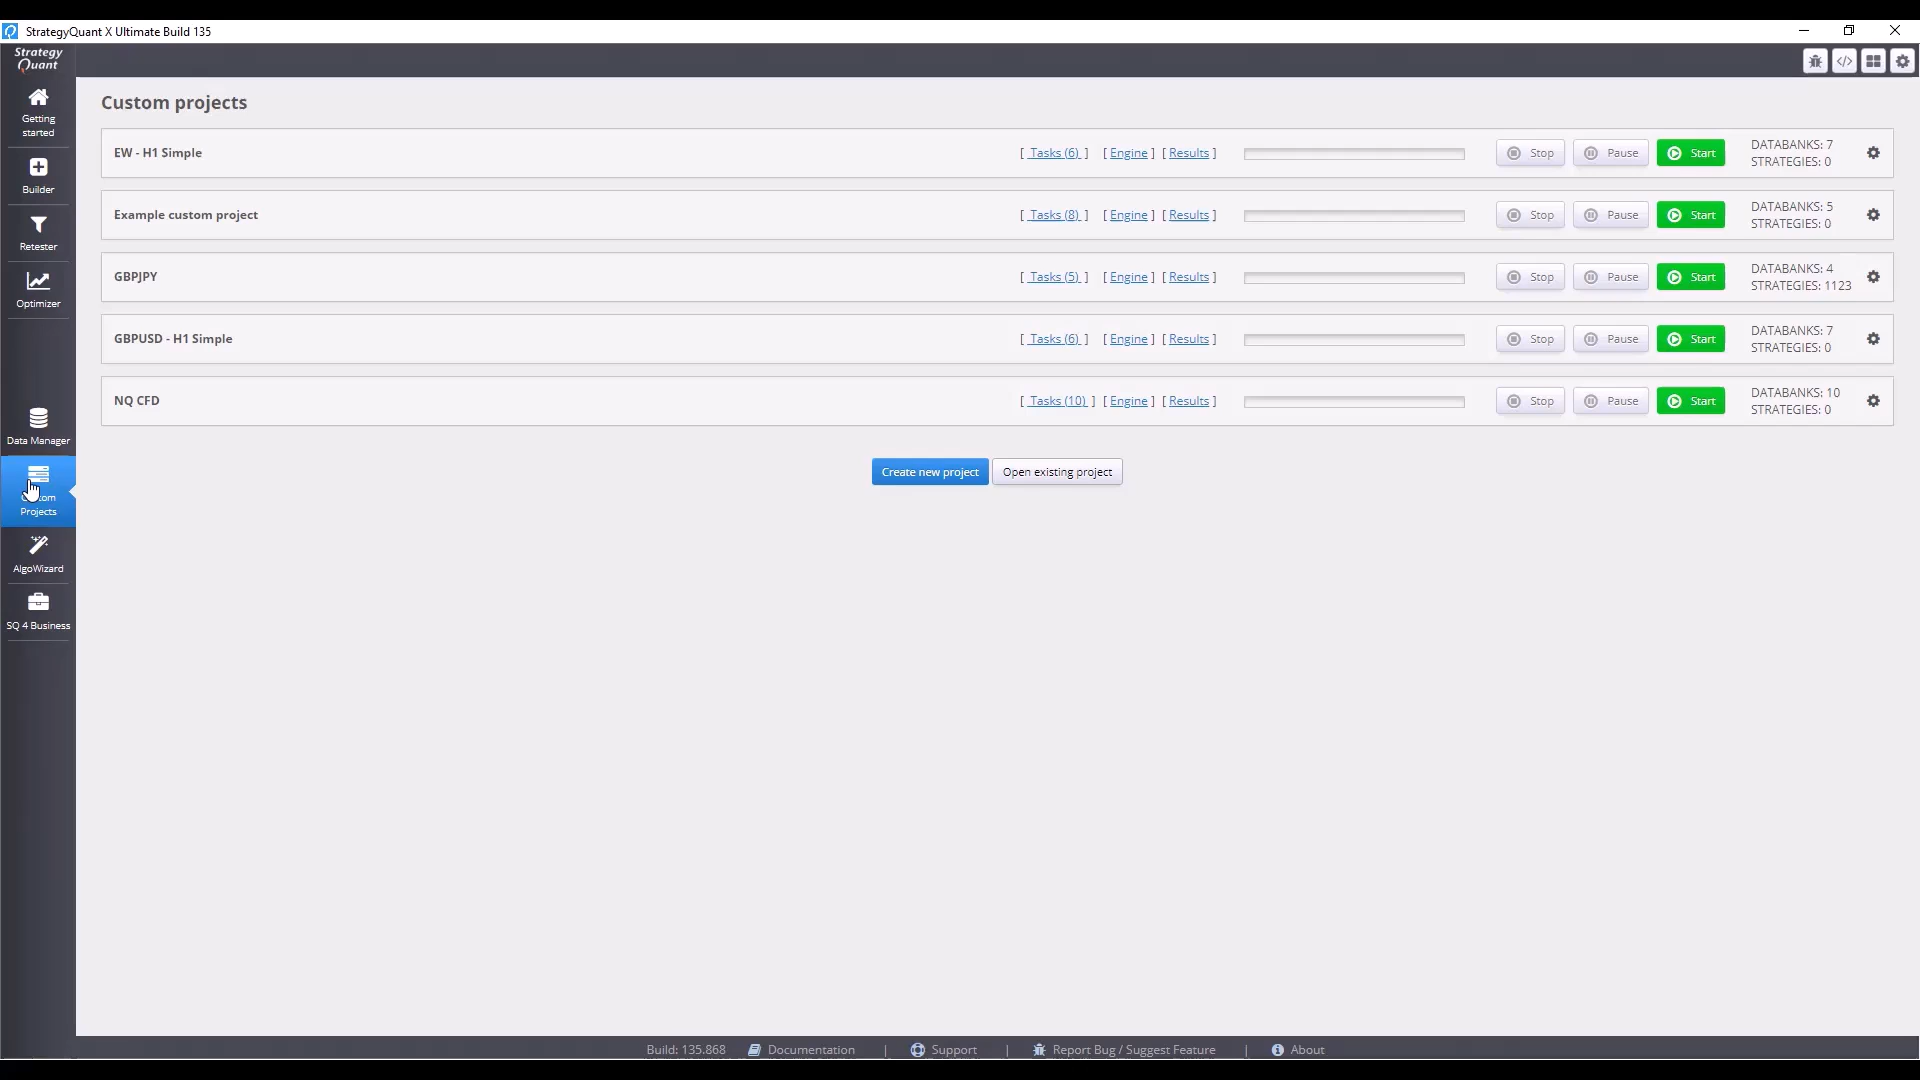 StrategyQuant X Ultimate Build 135
Strategy
Quant
Getting
started
Builder
Retester
Optimizer
Data Manager
Projects
AlgoWizard
SQ 4 Business
Custom projects
EW - H1 Simple
[ Tasks (6) ] [ Engine ] [ Results ]
Stop
Pause
Start
DATABANKS: 7
STRATEGIES: 0
Example custom project
[ Tasks (8) ] [ Engine ] [ Results ]
Stop
Pause
Start
DATABANKS: 5
STRATEGIES: 0
GBPJPY
[ Tasks (5) ] [ Engine ] [ Results ]
Stop
Pause
Start
DATABANKS: 4
STRATEGIES: 1123
GBPUSD - H1 Simple
[ Tasks (6) ] [ Engine ] [ Results ]
Stop
Pause
Start
DATABANKS: 7
STRATEGIES: 0
NQ CFD
[ Tasks (10) ] [ Engine ] [ Results ]
Stop
Pause
Start
DATABANKS: 10
STRATEGIES: 0
Create new project
Open existing project
Build: 135.868 Documentation | Support | Report Bug / Suggest Feature | About